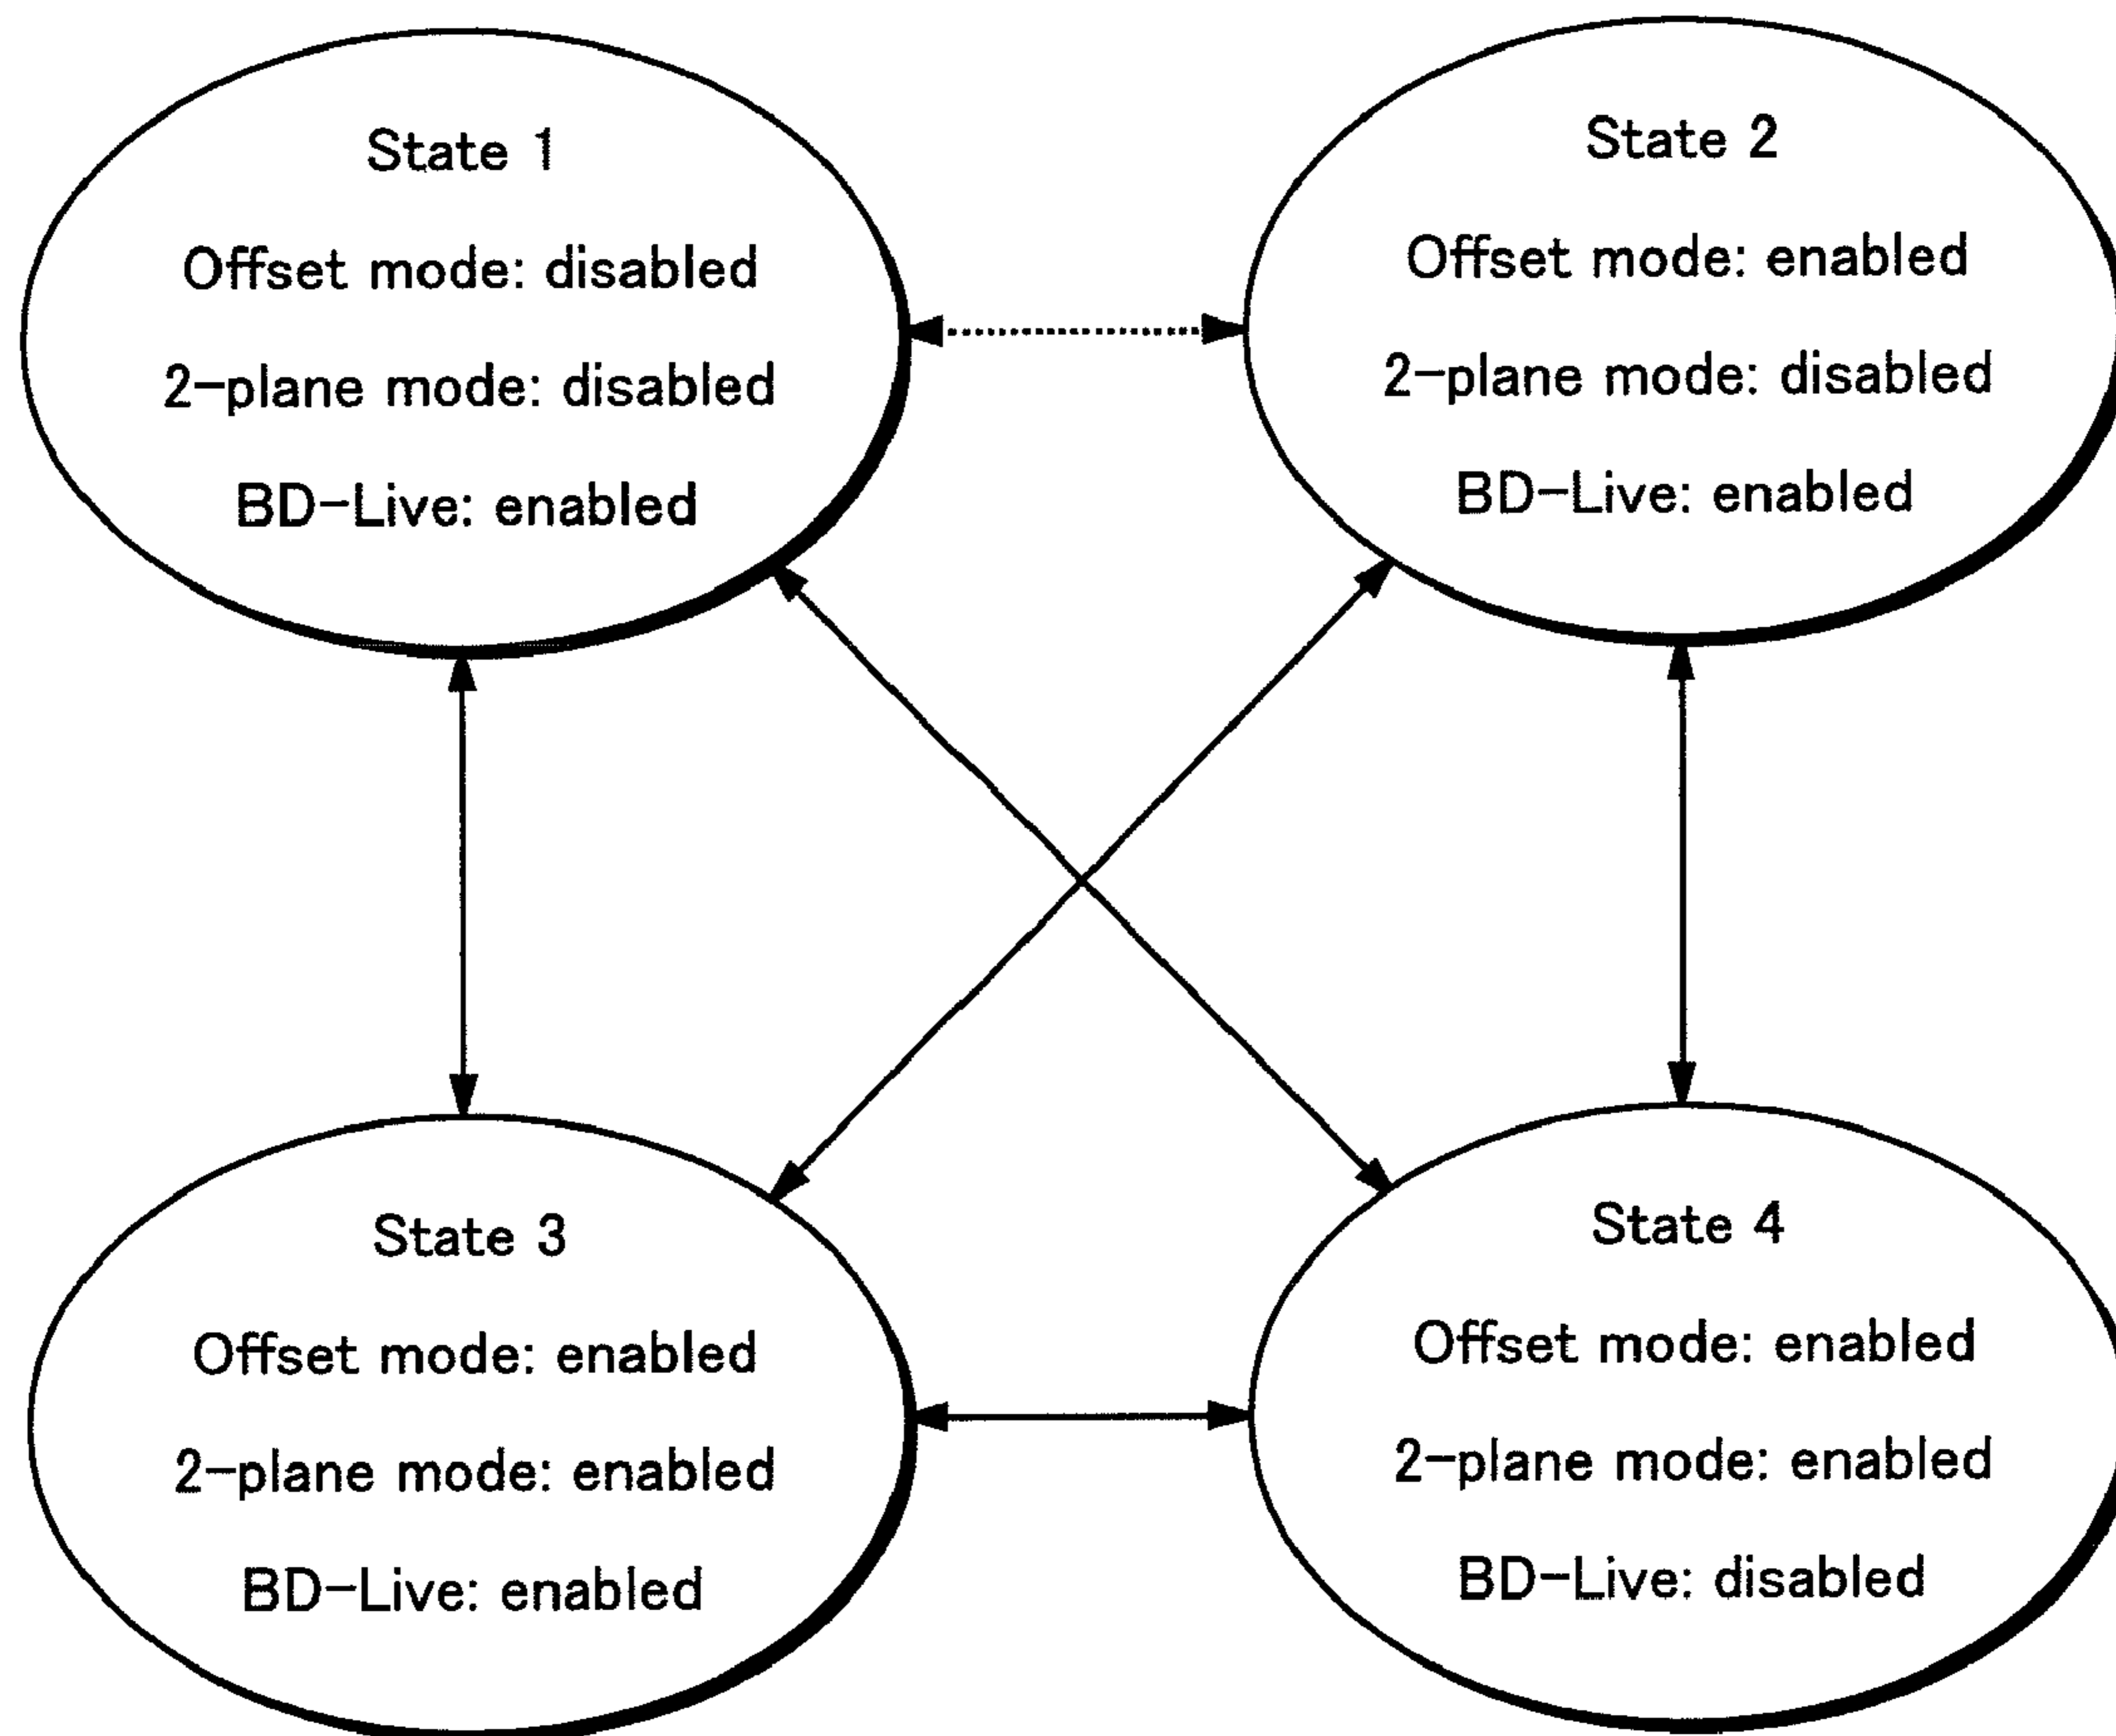 State 1
Offset mode: disabled
2-plane mode: disabled
BD-Live: enabled
State 2
Offset mode: enabled
2-plane mode: disabled
BD-Live: enabled
State 3
Offset mode: enabled
2-plane mode: enabled
BD-Live: enabled
State 4
Offset mode: enabled
2-plane mode: enabled
BD-Live: disabled